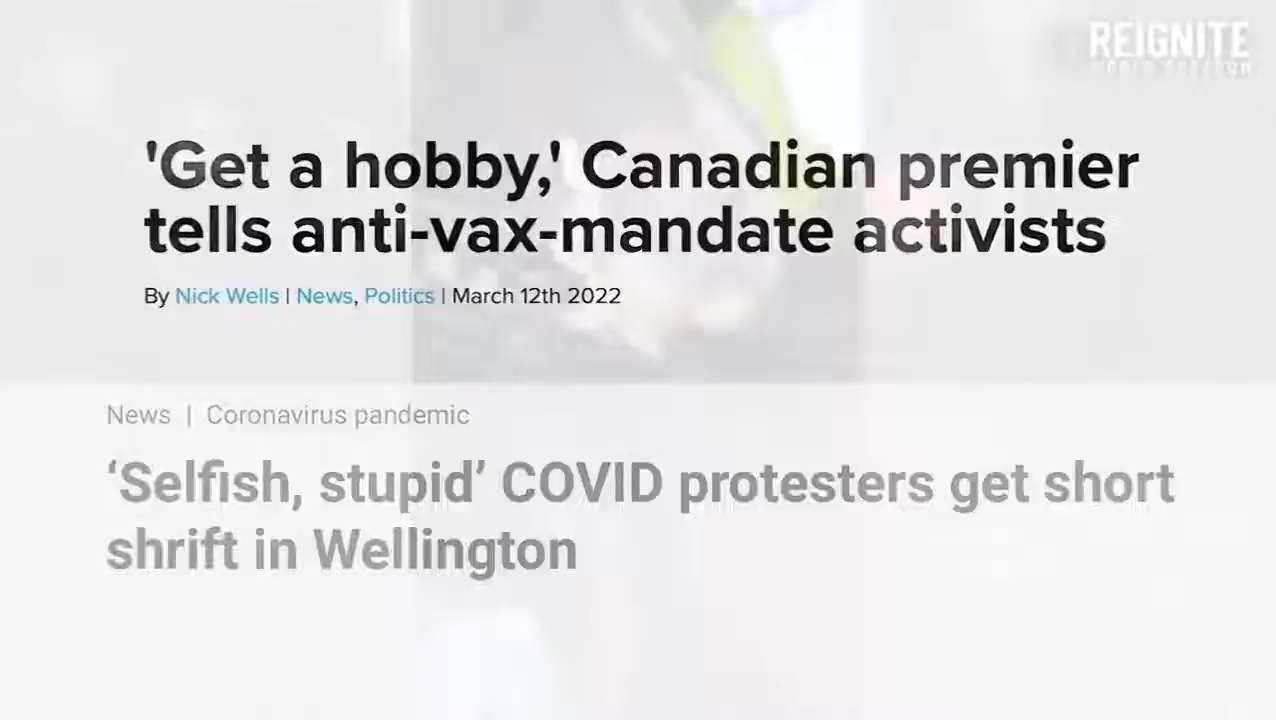 REIGNITE
'Get a hobby,' Canadian premier
tells anti-vax-mandate activists
By Nick Wells | News, Politics | March 12th 2022
News | Coronavirus pandemic
‘Selfish, stupid’ COVID protesters get short
shrift in Wellington